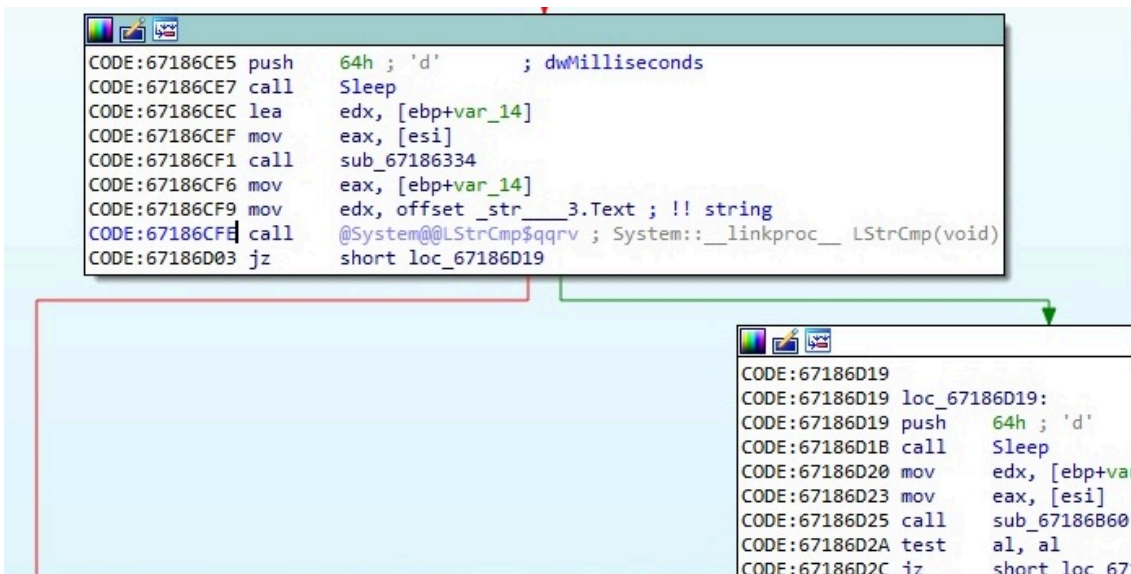 CODE:67186CE5 push 64h ; 'd' ; dwMilliseconds
CODE:67186CE7 call Sleep
CODE:67186CEC lea edx, [ebp+var_14]
CODE:67186CEF mov eax, [esi]
CODE:67186CF1 call sub_67186334
CODE:67186CF6 mov eax, [ebp+var_14]
CODE:67186CF9 mov edx, offset _str____3.Text ; !! string
CODE:67186CFE call @System@@LStrCmp$qqrv ; System::__linkproc__ LStrCmp(void)
CODE:67186D03 jz short loc_67186D19
CODE:67186D19
CODE:67186D19 loc_67186D19:
CODE:67186D19 push 64h ; 'd'
CODE:67186D1B call Sleep
CODE:67186D20 mov edx, [ebp+va
CODE:67186D23 mov eax, [esi]
CODE:67186D25 call sub_67186B60
CODE:67186D2A test al, al
CODE:67186D2C jz short loc_67